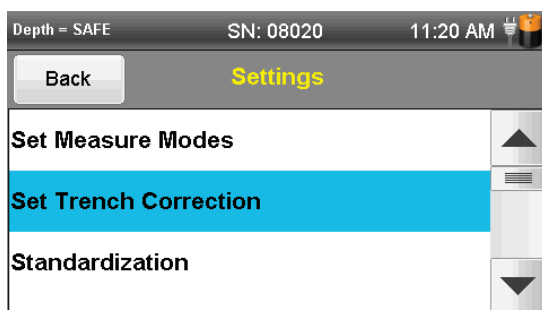 Depth = SAFE SN: 08020 11:20 AM
Back Settings
Set Measure Modes
Set Trench Correction
Standardization